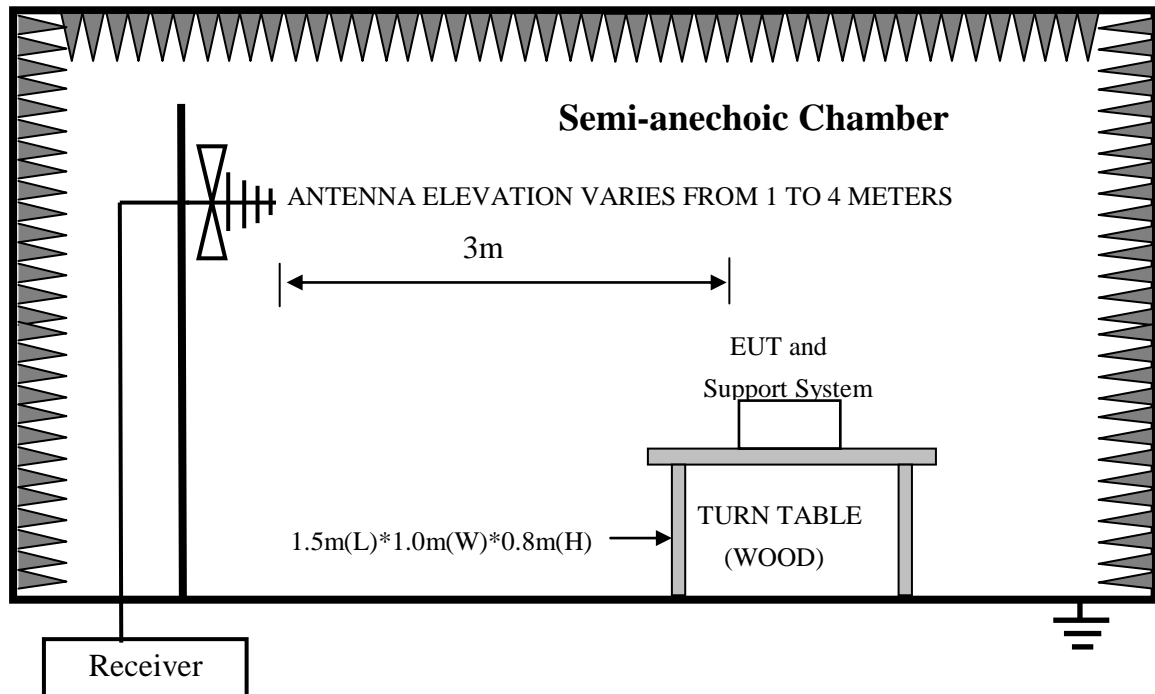 Semi-anechoic Chamber
ANTENNA ELEVATION VARIES FROM 1 TO 4 METERS
3m
EUT and
Support System
TURN TABLE
1.5m(L)*1.0m(W)*0.8m(H)
(WOOD)
Receiver